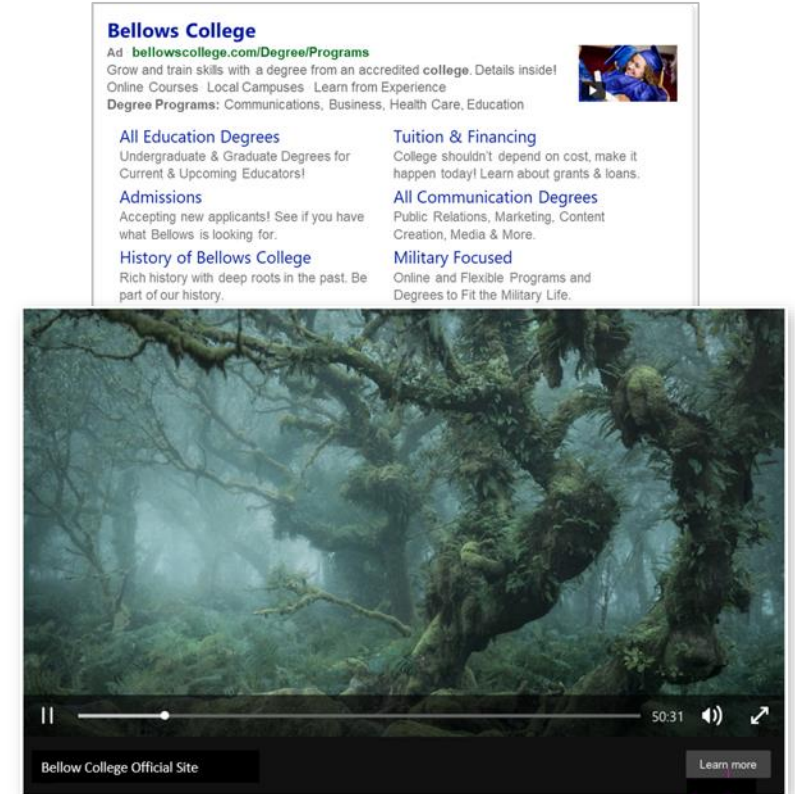 Bellows College
Ad bellowscollege.com/Degree/Programs
Grow and train skills with a degree from an accredited college. Details inside!
Online Courses Local Campuses Learn from Experience
Degree Programs: Communications, Business, Health Care, Education
All Education Degrees
Undergraduate & Graduate Degrees for
Current & Upcoming Educators!
Tuition & Financing
College shouldn't depend on cost, make it
happen today! Learn about grants & loans.
Admissions
Accepting new applicants! See if you have
what Bellows is looking for.
All Communication Degrees
Public Relations, Marketing, Content
Creation, Media & More.
History of Bellows College
Rich history with deep roots in the past. Be
part of our history.
Military Focused
Online and Flexible Programs and
Degrees to Fit the Military Life.
50:31
Bellow College Official Site
Learn more